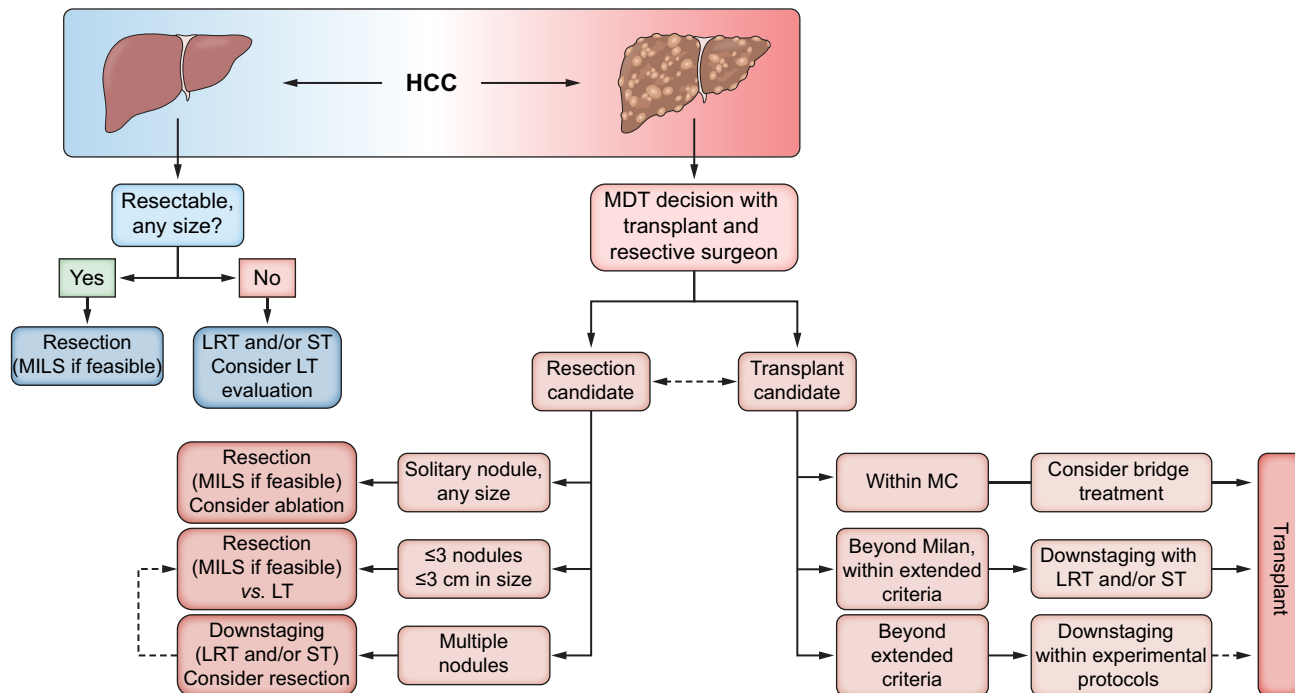 HCC
Resectable,
any size?
Yes
No
Resection
(MILS if feasible)
LRT and/or ST
Consider LT
evaluation
MDT decision with
transplant and
resective surgeon
Resection
candidate
Transplant
candidate
Resection
(MILS if feasible)
Consider ablation
Solitary nodule,
any size
Resection
(MILS if feasible)
vs. LT
≤3 nodules
≤3 cm in size
Downstaging
(LRT and/or ST)
Consider resection
Multiple
nodules
Within MC
Consider bridge
treatment
Beyond Milan,
within extended
criteria
Downstaging with
LRT and/or ST
Beyond
extended
criteria
Downstaging
within experimental
protocols
Transplant